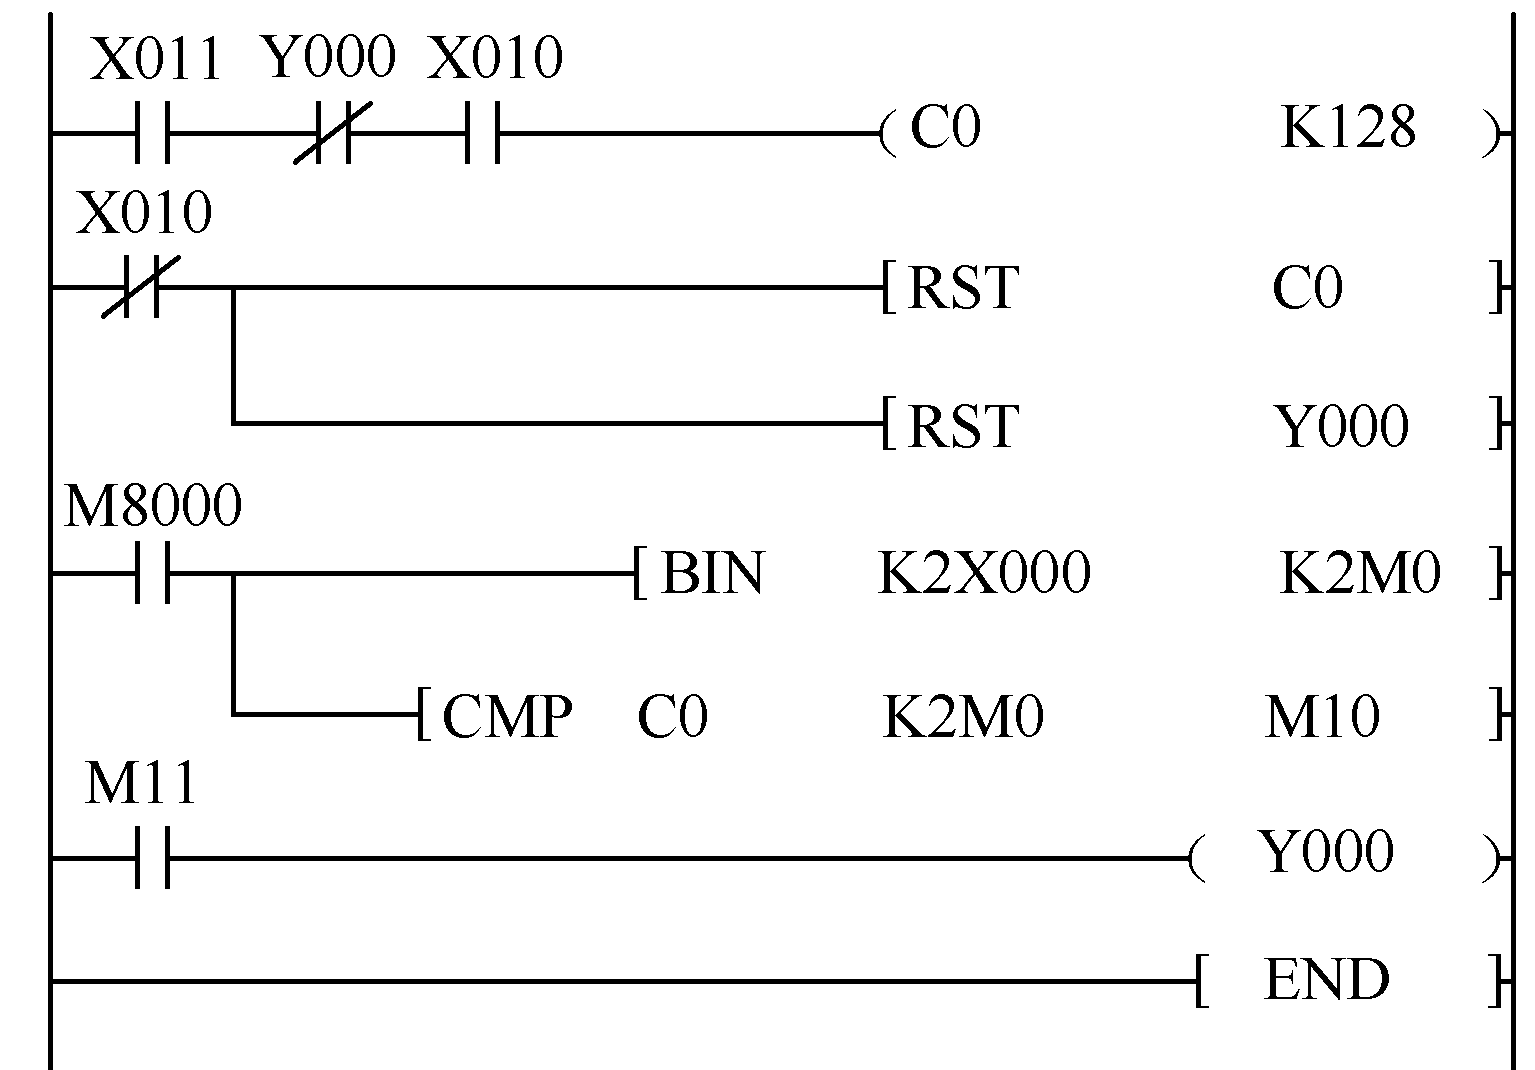 X011 Y000 X010
( C0 K128 )
X010
[ RST C0 ]
[ RST Y000 ]
M8000
[ BIN K2X000 K2M0 ]
[ CMP C0 K2M0 M10 ]
M11
( Y000 )
[ END ]